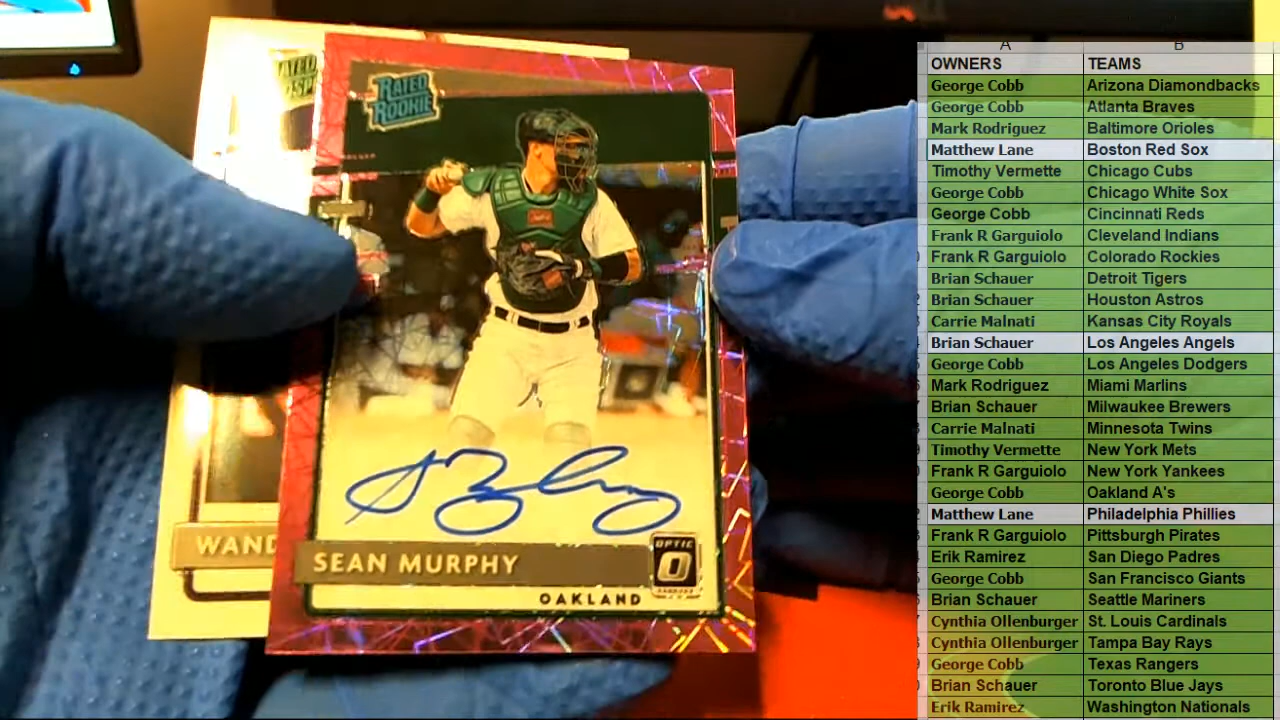 RATED
ROOKIE
SEAN MURPHY
OPTIC
OAKLAND
WAND
A B
OWNERS TEAMS
George Cobb Arizona Diamondbacks
George Cobb Atlanta Braves
Mark Rodriguez Baltimore Orioles
Matthew Lane Boston Red Sox
Timothy Vermette Chicago Cubs
George Cobb Chicago White Sox
George Cobb Cincinnati Reds
Frank R Garguiolo Cleveland Indians
Frank R Garguiolo Colorado Rockies
Brian Schauer Detroit Tigers
Brian Schauer Houston Astros
Carrie Malnati Kansas City Royals
Brian Schauer Los Angeles Angels
George Cobb Los Angeles Dodgers
Mark Rodriguez Miami Marlins
Brian Schauer Milwaukee Brewers
Carrie Malnati Minnesota Twins
Timothy Vermette New York Mets
Frank R Garguiolo New York Yankees
George Cobb Oakland A's
Matthew Lane Philadelphia Phillies
Frank R Garguiolo Pittsburgh Pirates
Erik Ramirez San Diego Padres
George Cobb San Francisco Giants
Brian Schauer Seattle Mariners
Cynthia Ollenburger St. Louis Cardinals
Cynthia Ollenburger Tampa Bay Rays
George Cobb Texas Rangers
Brian Schauer Toronto Blue Jays
Erik Ramirez Washington Nationals